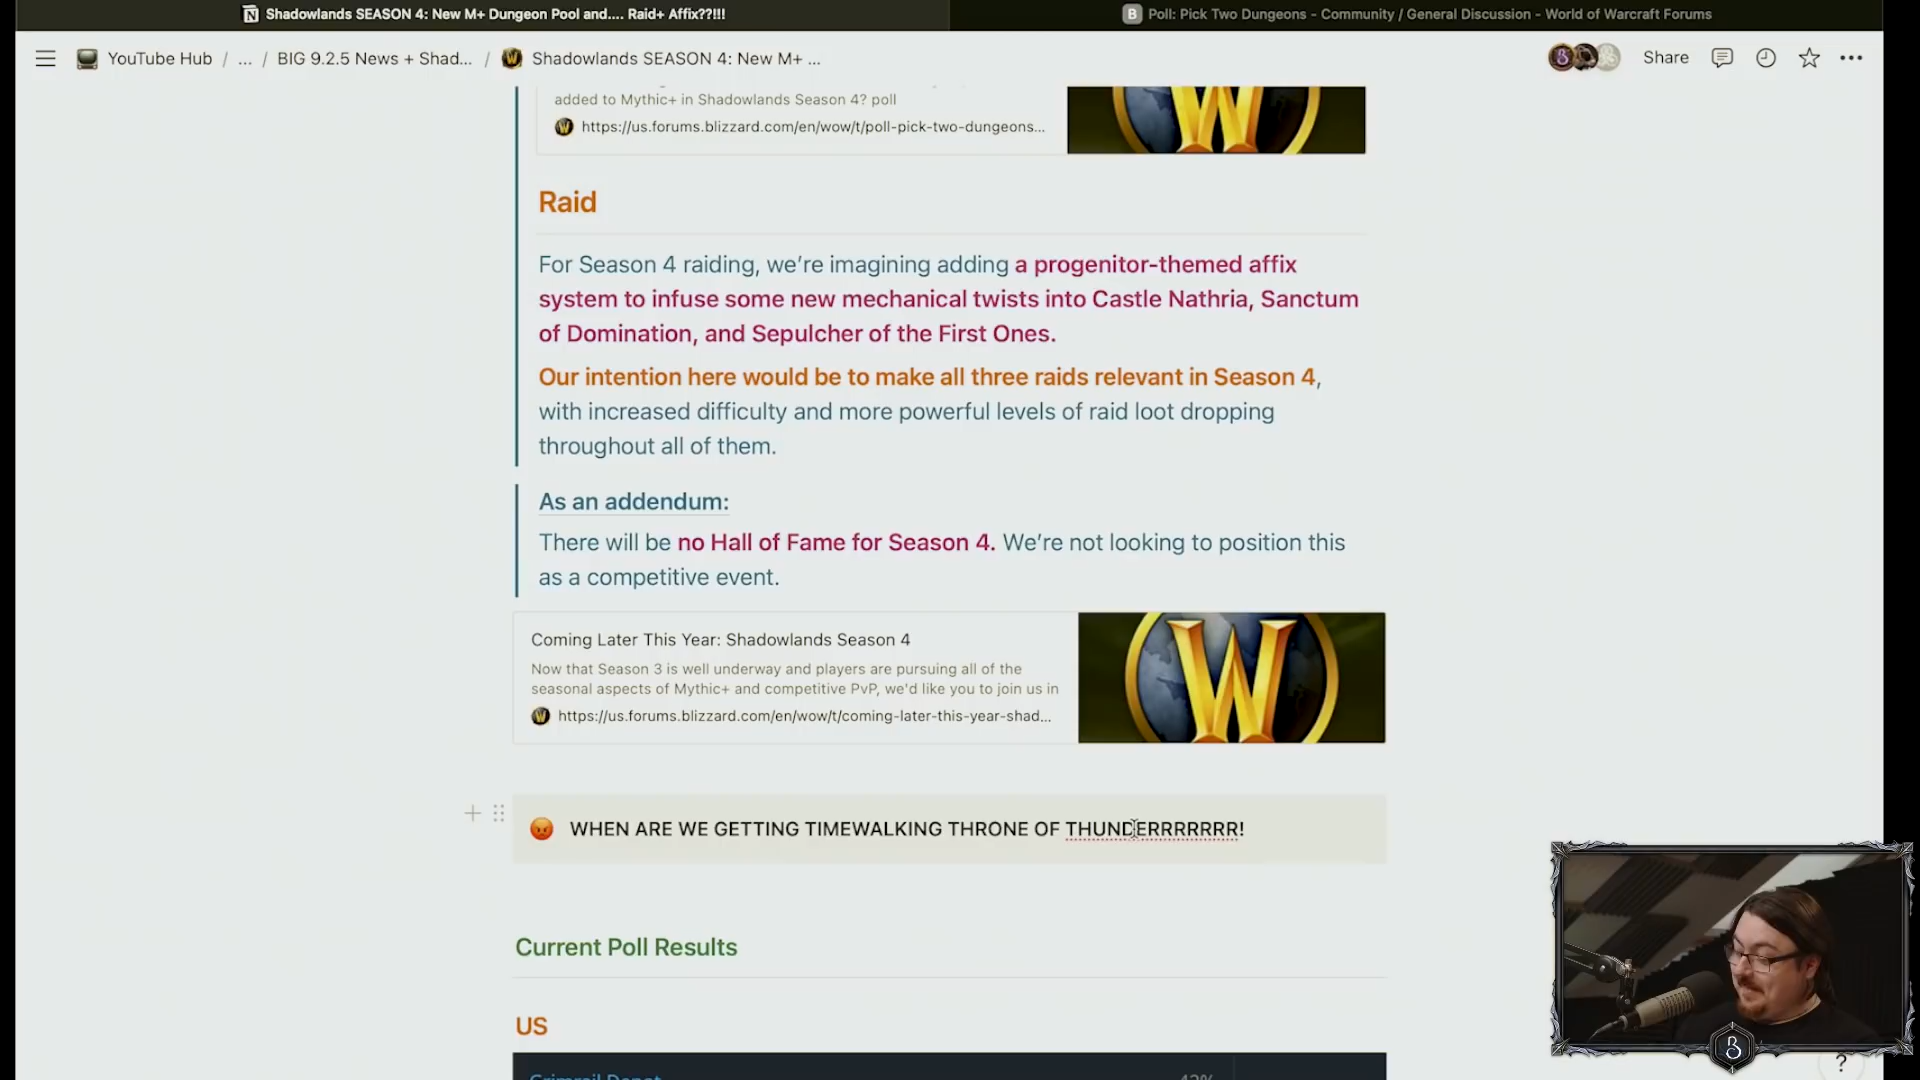 Shadowlands SEASON 4: New M+ Dungeon Pool and.... Raid+ Affix??!!!
B Poll: Pick Two Dungeons - Community / General Discussion - World of Warcraft Forums
YouTube Hub / ... / BIG 9.2.5 News + Shad... / Shadowlands SEASON 4: New M+ ...
Share
added to Mythic+ in Shadowlands Season 4? poll
https://us.forums.blizzard.com/en/wow/t/poll-pick-two-dungeons...
Raid
For Season 4 raiding, we’re imagining adding a progenitor-themed affix
system to infuse some new mechanical twists into Castle Nathria, Sanctum
of Domination, and Sepulcher of the First Ones.
Our intention here would be to make all three raids relevant in Season 4,
with increased difficulty and more powerful levels of raid loot dropping
throughout all of them.
As an addendum:
There will be no Hall of Fame for Season 4. We’re not looking to position this
as a competitive event.
Coming Later This Year: Shadowlands Season 4
Now that Season 3 is well underway and players are pursuing all of the
seasonal aspects of Mythic+ and competitive PvP, we'd like you to join us in
https://us.forums.blizzard.com/en/wow/t/coming-later-this-year-shad...
WHEN ARE WE GETTING TIMEWALKING THRONE OF THUNDERRRRRRR!
Current Poll Results
US
Grimrail Depot
B
?